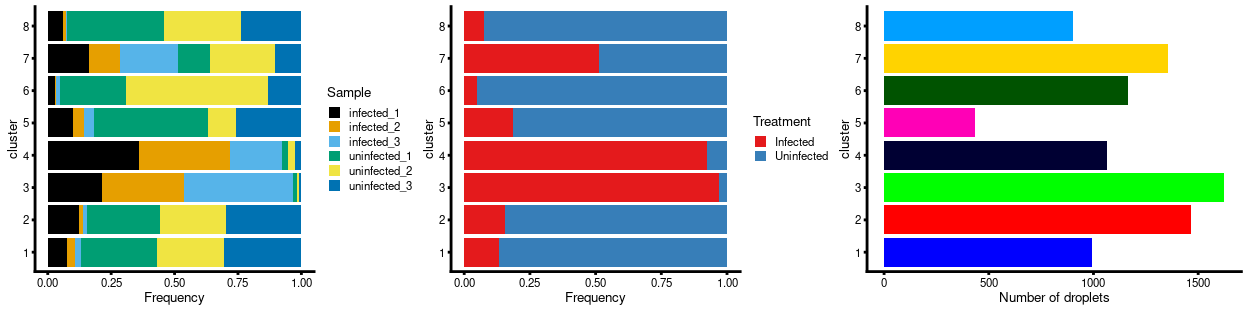 cluster
8
7
6
5
4
3
2
1
0.00 0.25 0.50 0.75 1.00
Frequency
Sample
infected_1
infected_2
infected_3
uninfected_1
uninfected_2
uninfected_3
cluster
8
7
6
5
4
3
2
1
0.00 0.25 0.50 0.75 1.00
Frequency
Treatment
Infected
Uninfected
cluster
8
7
6
5
4
3
2
1
0 500 1000 1500
Number of droplets